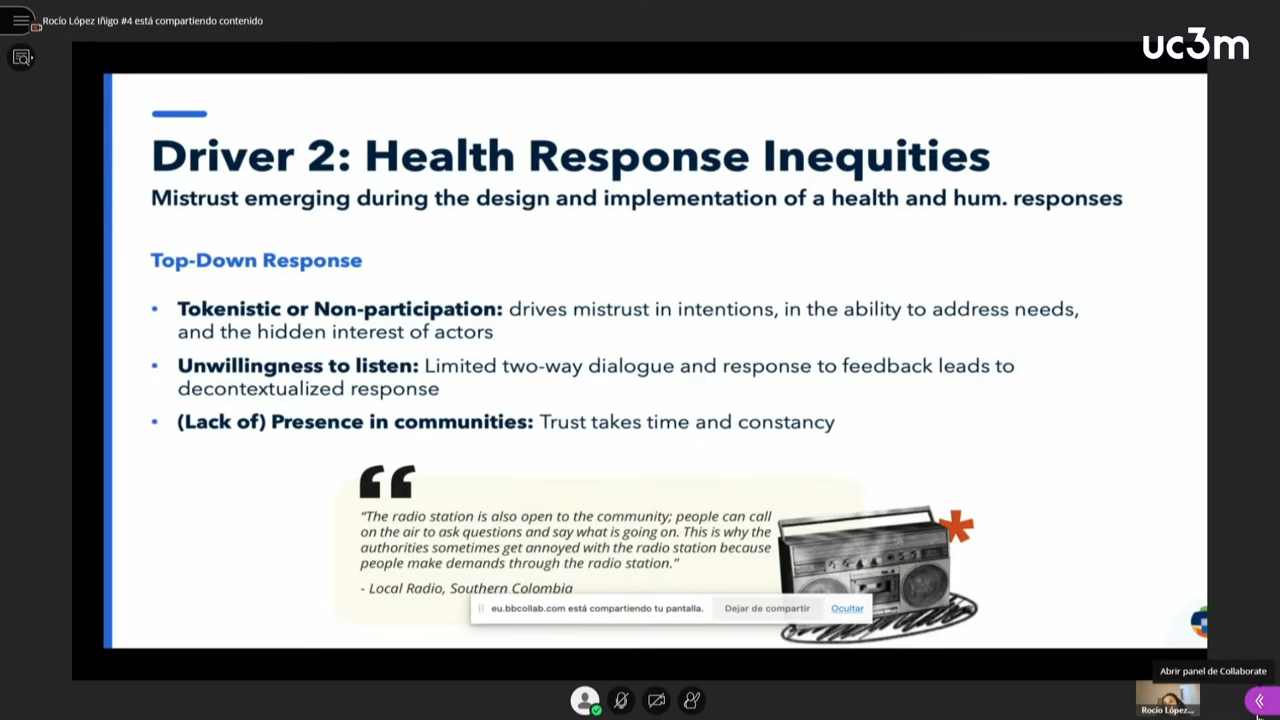 Rocío López Iñigo #4 está compartiendo contenido
uc3m
Driver 2: Health Response Inequities
Mistrust emerging during the design and implementation of a health and hum. responses
Top-Down Response
• Tokenistic or Non-participation: drives mistrust in intentions, in the ability to address needs,
and the hidden interest of actors
• Unwillingness to listen: Limited two-way dialogue and response to feedback leads to
decontextualized response
• (Lack of) Presence in communities: Trust takes time and constancy
“The radio station is also open to the community; people can call
on the air to ask questions and say what is going on. This is why the
authorities sometimes get annoyed with the radio station because
people make demands through the radio station.”
- Local Radio, Southern Colombia
eu.bbcollab.com está compartiendo tu pantalla. Dejar de compartir Ocultar
Abrir panel de Collaborate
Rocío López...